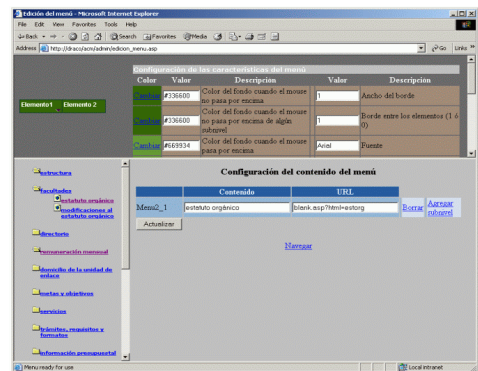 Edición del menú - Microsoft Internet Explorer
File Edit View Favorites Tools Help
Back Search Favorites Media
Address http://draco/acm/admin/edicion_menu.asp Go Links »
Configuración de las características del menú
Color Valor Descripción Valor Descripción
Cambiar #336600 Color del fondo cuando el mouse no pasa por encima 1 Ancho del borde
Cambiar #336600 Color del fondo cuando el mouse no pasa por encima de algún subnivel 1 Borde entre los elementos (1 ó 0)
Cambiar #669934 Color del fondo cuando el mouse pasa por encima Arial Fuente
Elemento1 Elemento 2
estructura
facultades
estatuto orgánico
modificaciones al estatuto orgánico
directorio
remuneración mensual
domicilio de la unidad de enlace
metas y objetivos
servicios
trámites, requisitos y formatos
información presupuestal
Configuración del contenido del menú
Contenido URL
Menu2_1 estatuto orgánico blank.asp?html=estorg Borrar Agregar subnivel
Actualizar
Navegar
Menu ready for use Local intranet